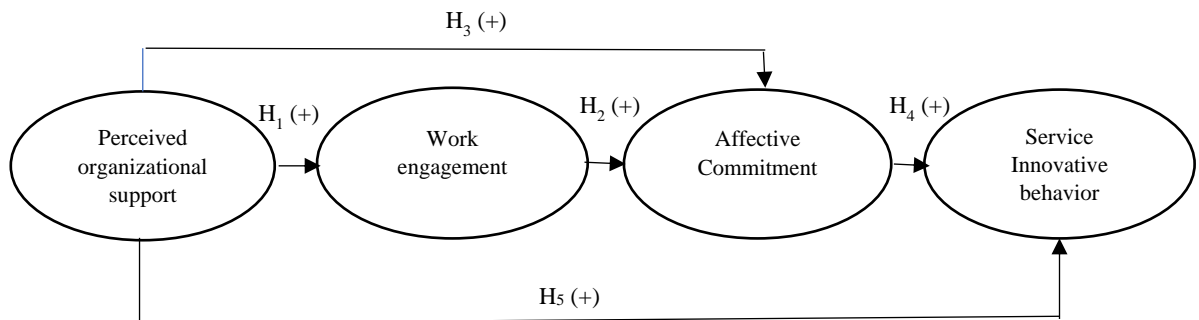 H₃ (+)
H₁ (+)
H₂ (+)
H₄ (+)
Perceived
organizational
support
Work
engagement
Affective
Commitment
Service
Innovative
behavior
H₅ (+)